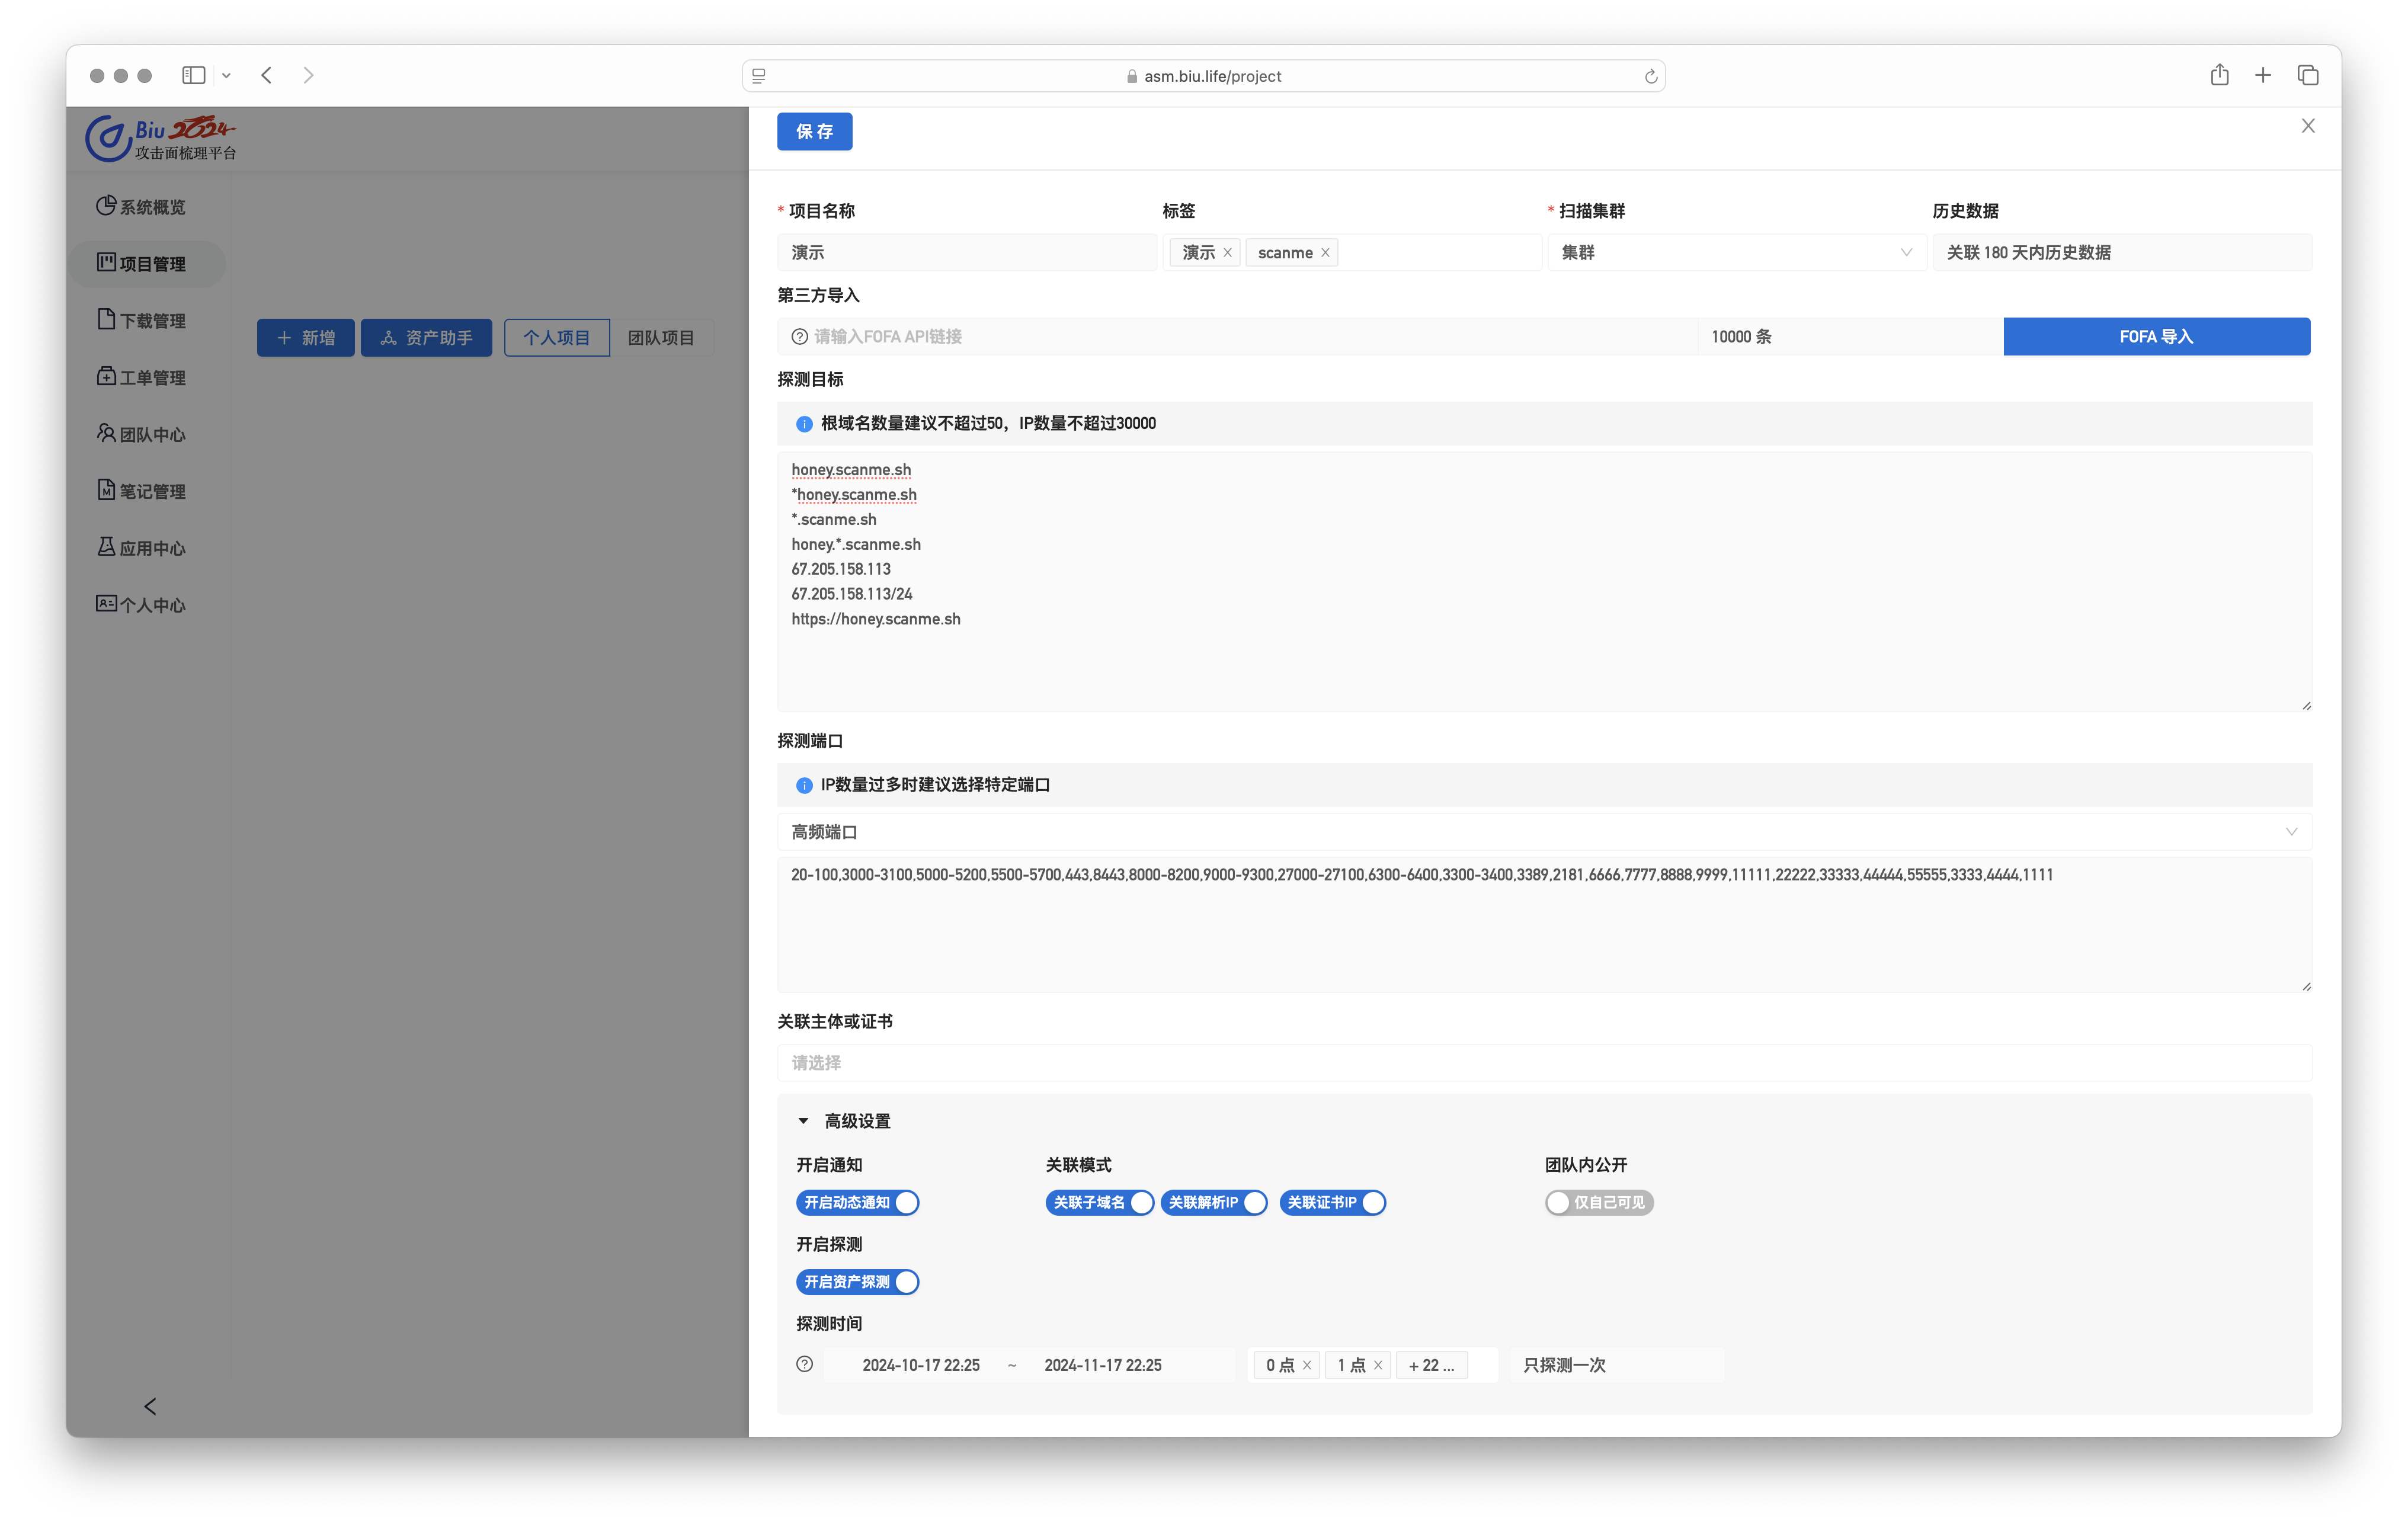 asm.biu.life/project
Biu 2024
攻击面梳理平台
系统概览
项目管理
下载管理
工单管理
团队中心
笔记管理
应用中心
个人中心
+ 新增
资产助手
个人项目
团队项目
保 存
* 项目名称
标签
* 扫描集群
历史数据
演示
演示 ×
scanme ×
集群
关联 180 天内历史数据
第三方导入
请输入FOFA API链接
10000 条
FOFA 导入
探测目标
根域名数量建议不超过50，IP数量不超过30000
honey.scanme.sh
*honey.scanme.sh
*.scanme.sh
honey.*.scanme.sh
67.205.158.113
67.205.158.113/24
https://honey.scanme.sh
探测端口
IP数量过多时建议选择特定端口
高频端口
20-100,3000-3100,5000-5200,5500-5700,443,8443,8000-8200,9000-9300,27000-27100,6300-6400,3300-3400,3389,2181,6666,7777,8888,9999,11111,22222,33333,44444,55555,3333,4444,1111
关联主体或证书
请选择
高级设置
开启通知
关联模式
团队内公开
开启动态通知
关联子域名
关联解析IP
关联证书IP
仅自己可见
开启探测
开启资产探测
探测时间
2024-10-17 22:25 ~ 2024-11-17 22:25
0 点 ×
1 点 ×
+ 22 ...
只探测一次